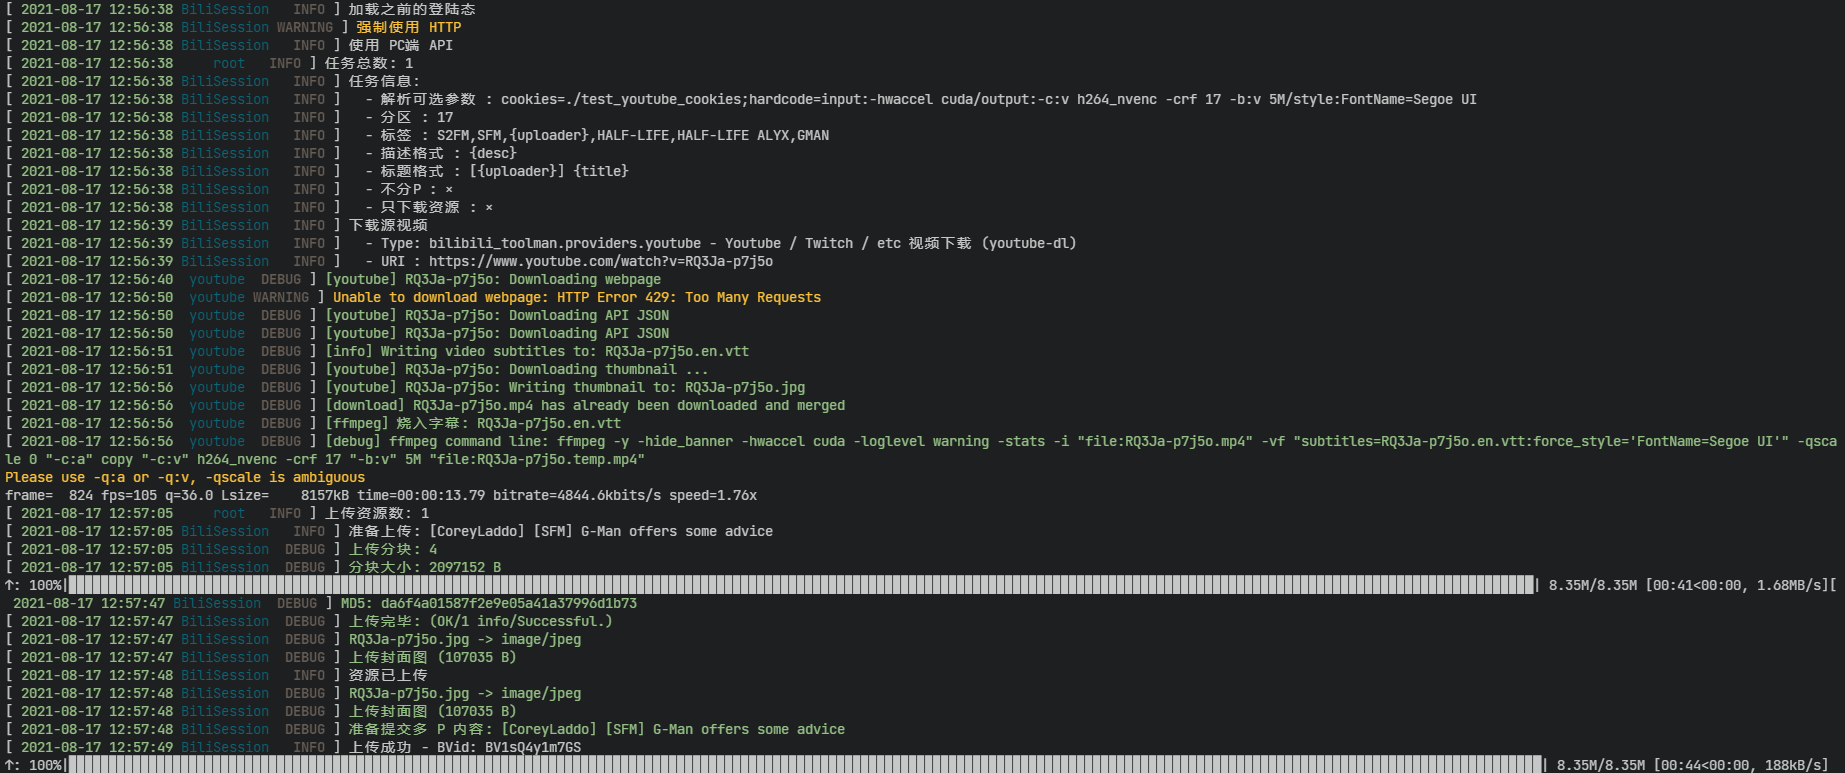 [ 2021-08-17 12:56:38 BiliSession   INFO ] 加载之前的登陆态
[ 2021-08-17 12:56:38 BiliSession WARNING ] 强制使用 HTTP
[ 2021-08-17 12:56:38 BiliSession   INFO ] 使用 PC端 API
[ 2021-08-17 12:56:38     root   INFO ] 任务总数: 1
[ 2021-08-17 12:56:38 BiliSession   INFO ] 任务信息:
[ 2021-08-17 12:56:38 BiliSession   INFO ]   - 解析可选参数 : cookies=./test_youtube_cookies;hardcode=input:-hwaccel cuda/output:-c:v h264_nvenc -crf 17 -b:v 5M/style:FontName=Segoe UI
[ 2021-08-17 12:56:38 BiliSession   INFO ]   - 分区 : 17
[ 2021-08-17 12:56:38 BiliSession   INFO ]   - 标签 : S2FM,SFM,{uploader},HALF-LIFE,HALF-LIFE ALYX,GMAN
[ 2021-08-17 12:56:38 BiliSession   INFO ]   - 描述格式 : {desc}
[ 2021-08-17 12:56:38 BiliSession   INFO ]   - 标题格式 : [{uploader}] {title}
[ 2021-08-17 12:56:38 BiliSession   INFO ]   - 不分P : ×
[ 2021-08-17 12:56:38 BiliSession   INFO ]   - 只下载资源 : ×
[ 2021-08-17 12:56:39 BiliSession   INFO ] 下载源视频
[ 2021-08-17 12:56:39 BiliSession   INFO ]   - Type: bilibili_toolman.providers.youtube - Youtube / Twitch / etc 视频下载 (youtube-dl)
[ 2021-08-17 12:56:39 BiliSession   INFO ]   - URI : https://www.youtube.com/watch?v=RQ3Ja-p7j5o
[ 2021-08-17 12:56:40  youtube  DEBUG ] [youtube] RQ3Ja-p7j5o: Downloading webpage
[ 2021-08-17 12:56:50  youtube WARNING ] Unable to download webpage: HTTP Error 429: Too Many Requests
[ 2021-08-17 12:56:50  youtube  DEBUG ] [youtube] RQ3Ja-p7j5o: Downloading API JSON
[ 2021-08-17 12:56:50  youtube  DEBUG ] [youtube] RQ3Ja-p7j5o: Downloading API JSON
[ 2021-08-17 12:56:51  youtube  DEBUG ] [info] Writing video subtitles to: RQ3Ja-p7j5o.en.vtt
[ 2021-08-17 12:56:51  youtube  DEBUG ] [youtube] RQ3Ja-p7j5o: Downloading thumbnail ...
[ 2021-08-17 12:56:56  youtube  DEBUG ] [youtube] RQ3Ja-p7j5o: Writing thumbnail to: RQ3Ja-p7j5o.jpg
[ 2021-08-17 12:56:56  youtube  DEBUG ] [download] RQ3Ja-p7j5o.mp4 has already been downloaded and merged
[ 2021-08-17 12:56:56  youtube  DEBUG ] [ffmpeg] 烧入字幕: RQ3Ja-p7j5o.en.vtt
[ 2021-08-17 12:56:56  youtube  DEBUG ] [debug] ffmpeg command line: ffmpeg -y -hide_banner -hwaccel cuda -loglevel warning -stats -i "file:RQ3Ja-p7j5o.mp4" -vf "subtitles=RQ3Ja-p7j5o.en.vtt:force_style='FontName=Segoe UI'" -qsca
le 0 "-c:a" copy "-c:v" h264_nvenc -crf 17 "-b:v" 5M "file:RQ3Ja-p7j5o.temp.mp4"
Please use -q:a or -q:v, -qscale is ambiguous
frame=  824 fps=105 q=36.0 Lsize=    8157kB time=00:00:13.79 bitrate=4844.6kbits/s speed=1.76x
[ 2021-08-17 12:57:05     root   INFO ] 上传资源数: 1
[ 2021-08-17 12:57:05 BiliSession   INFO ] 准备上传: [CoreyLaddo] [SFM] G-Man offers some advice
[ 2021-08-17 12:57:05 BiliSession  DEBUG ] 上传分块: 4
[ 2021-08-17 12:57:05 BiliSession  DEBUG ] 分块大小: 2097152 B
↑: 100%| | 8.35M/8.35M [00:41<00:00, 1.68MB/s][
 2021-08-17 12:57:47 BiliSession  DEBUG ] MD5: da6f4a01587f2e9e05a41a37996d1b73
[ 2021-08-17 12:57:47 BiliSession  DEBUG ] 上传完毕: (OK/1 info/Successful.)
[ 2021-08-17 12:57:47 BiliSession  DEBUG ] RQ3Ja-p7j5o.jpg -> image/jpeg
[ 2021-08-17 12:57:47 BiliSession  DEBUG ] 上传封面图 (107035 B)
[ 2021-08-17 12:57:48 BiliSession   INFO ] 资源已上传
[ 2021-08-17 12:57:48 BiliSession  DEBUG ] RQ3Ja-p7j5o.jpg -> image/jpeg
[ 2021-08-17 12:57:48 BiliSession  DEBUG ] 上传封面图 (107035 B)
[ 2021-08-17 12:57:48 BiliSession  DEBUG ] 准备提交多 P 内容: [CoreyLaddo] [SFM] G-Man offers some advice
[ 2021-08-17 12:57:49 BiliSession   INFO ] 上传成功 - BVid: BV1sQ4y1m7GS
↑: 100%| | 8.35M/8.35M [00:44<00:00, 188kB/s]